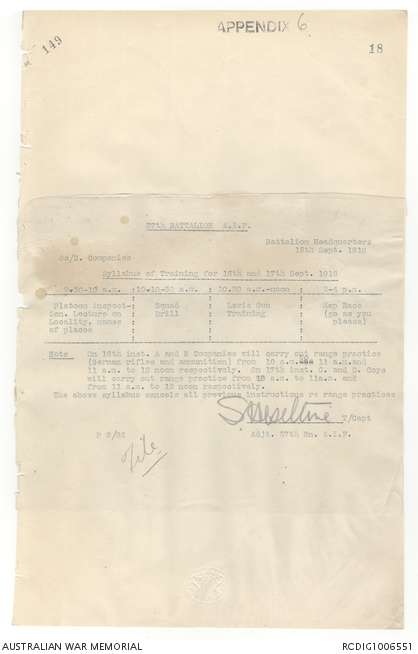 APPENDIX 6
149
18
57th BATTALION A.I.F.
Battalion Headquarters
15th Sept. 1918
Oc/D. Companies
Syllabus of Training for 16th and 17th Sept. 1918
9.30-10 a.m. :10-10-30 a.m. : 10.30 a.m.-noon : 2-4 p.m.
Platoon Inspect- : Squad : Lewis Gun : Map Race
ion. Lecture on : Drill : Training : (go as you
Locality, names : : : please)
of places
Note On 16th inst. A and B Companies will carry out range practice
(German rifles and ammunition) from 10 a.m. 11 a.m. and
11 a.m. to 12 noon respectively. On 17th inst. C. and D. Coys
will carry out range practice from 10 a.m. to 11a.m. and
from 11 a.m. to 12 noon respectively.
The above syllabus cancels all previous instructions re range practices
T/Capt
P 2/31
Adjt. 57th Bn. A.I.F.
File
AUSTRALIAN WAR MEMORIAL
RCDIG1006551